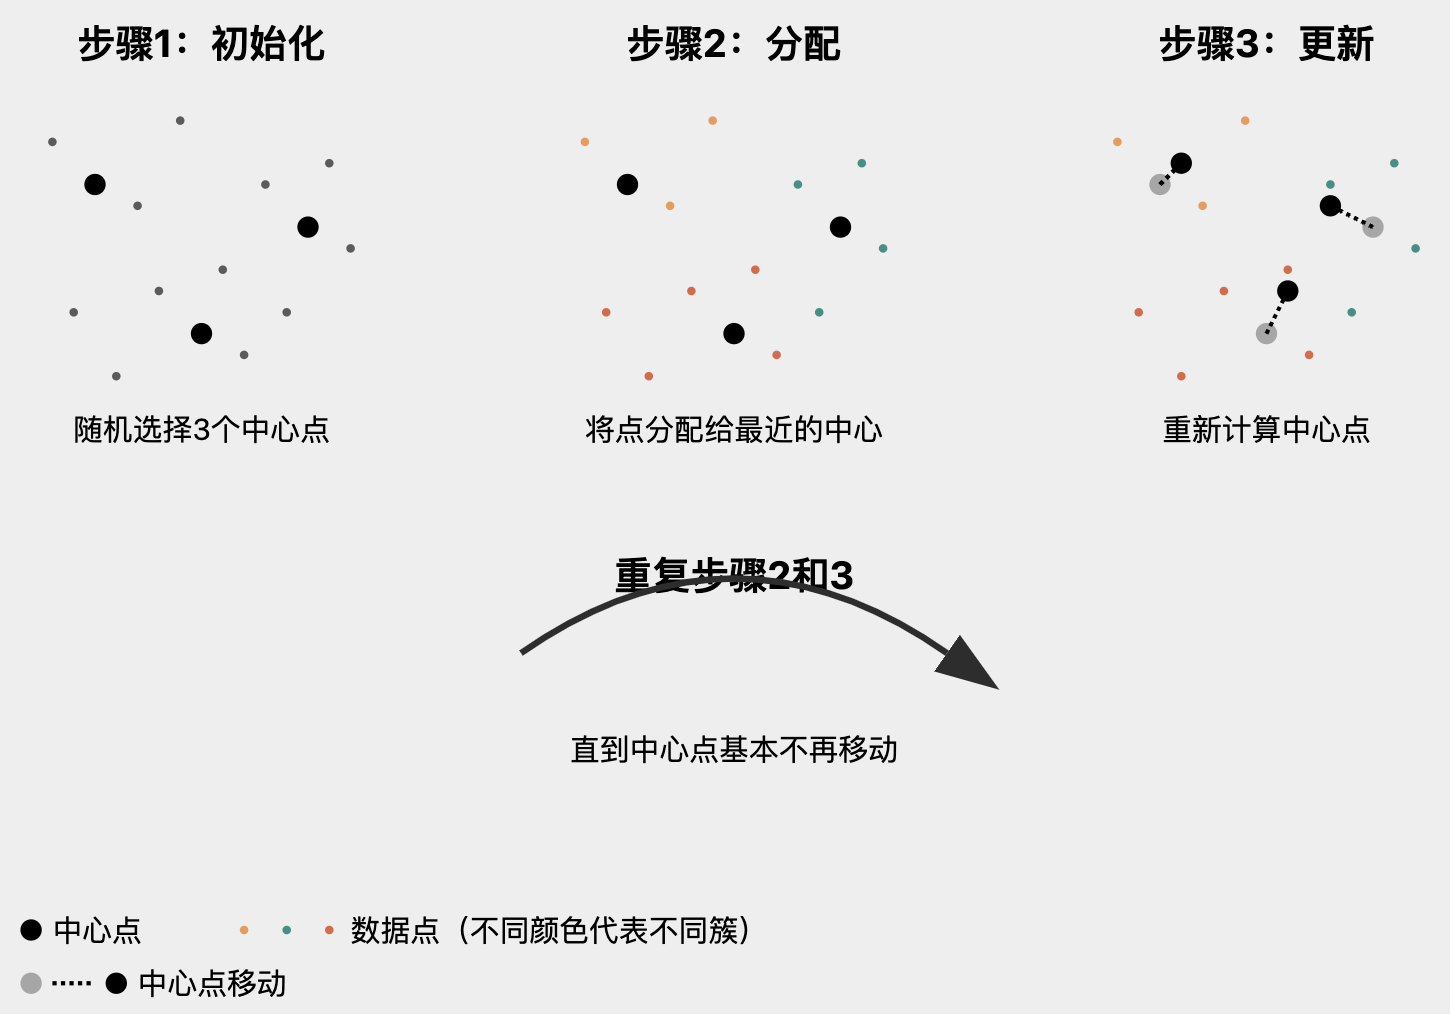 步骤1：初始化
步骤2：分配
步骤3：更新
随机选择3个中心点
将点分配给最近的中心
重新计算中心点
重复步骤2和3
直到中心点基本不再移动
中心点
数据点（不同颜色代表不同簇）
中心点移动